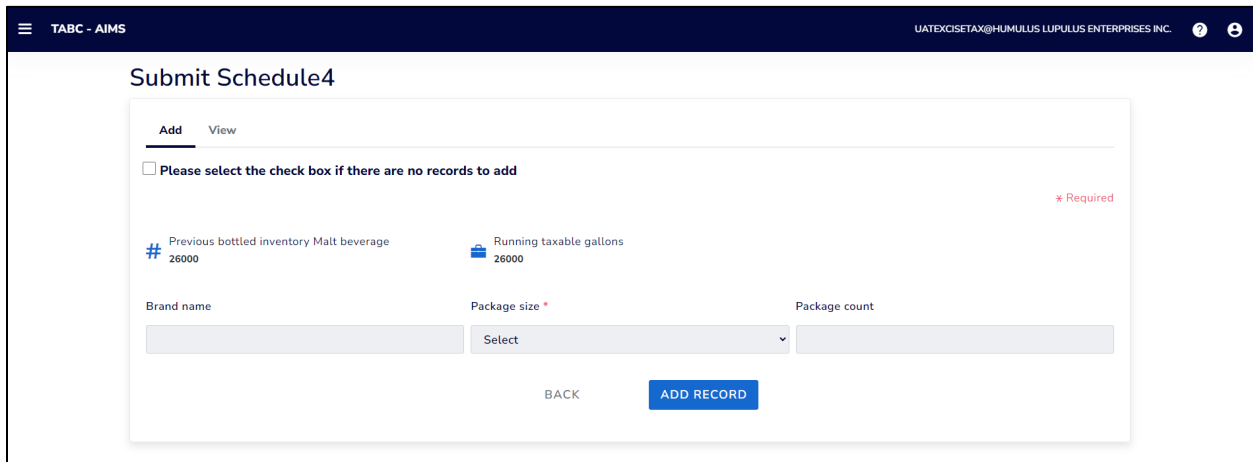 TABC - AIMS
UATEXCISETAX@HUMULUS LUPULUS ENTERPRISES INC.
Submit Schedule4
Add View
Please select the check box if there are no records to add
* Required
# Previous bottled inventory Malt beverage
26000
Running taxable gallons
26000
Brand name
Package size *
Package count
Select
BACK
ADD RECORD